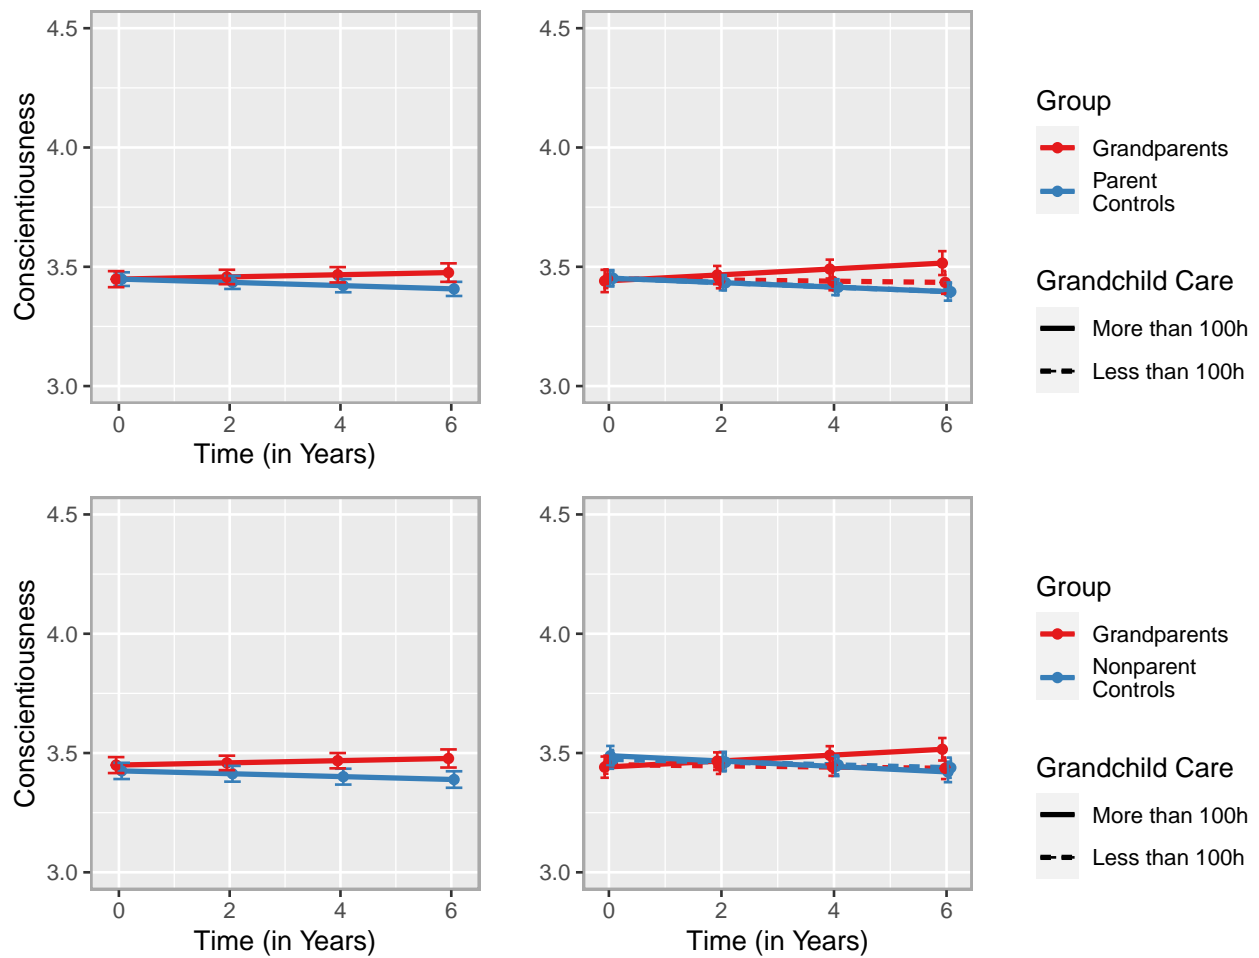 4.5
4.0
3.5
3.0
Conscientiousness
0 2 4 6
Time (in Years)
4.5
4.0
3.5
3.0
0 2 4 6
Group
Grandparents
Parent
Controls
Grandchild Care
More than 100h
Less than 100h
4.5
4.0
3.5
3.0
Conscientiousness
0 2 4 6
Time (in Years)
4.5
4.0
3.5
3.0
0 2 4 6
Time (in Years)
Group
Grandparents
Nonparent
Controls
Grandchild Care
More than 100h
Less than 100h